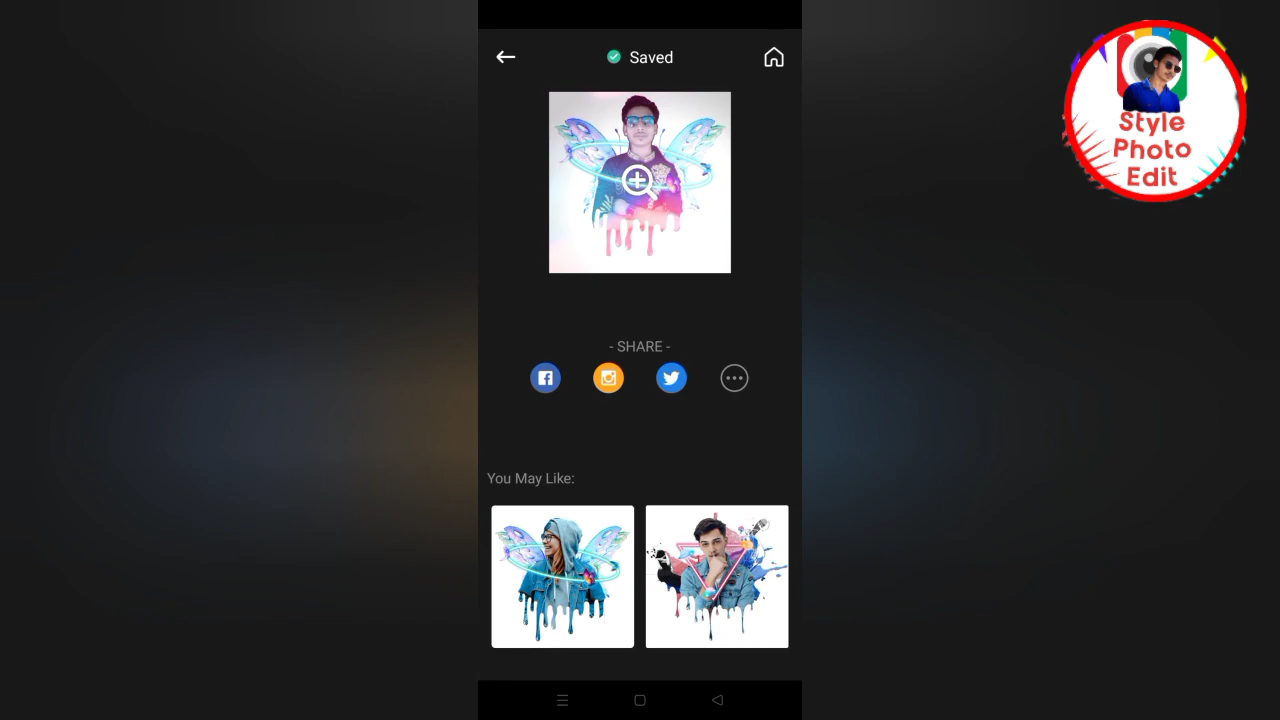 Saved
Style
Photo
Edit
- SHARE -
You May Like: